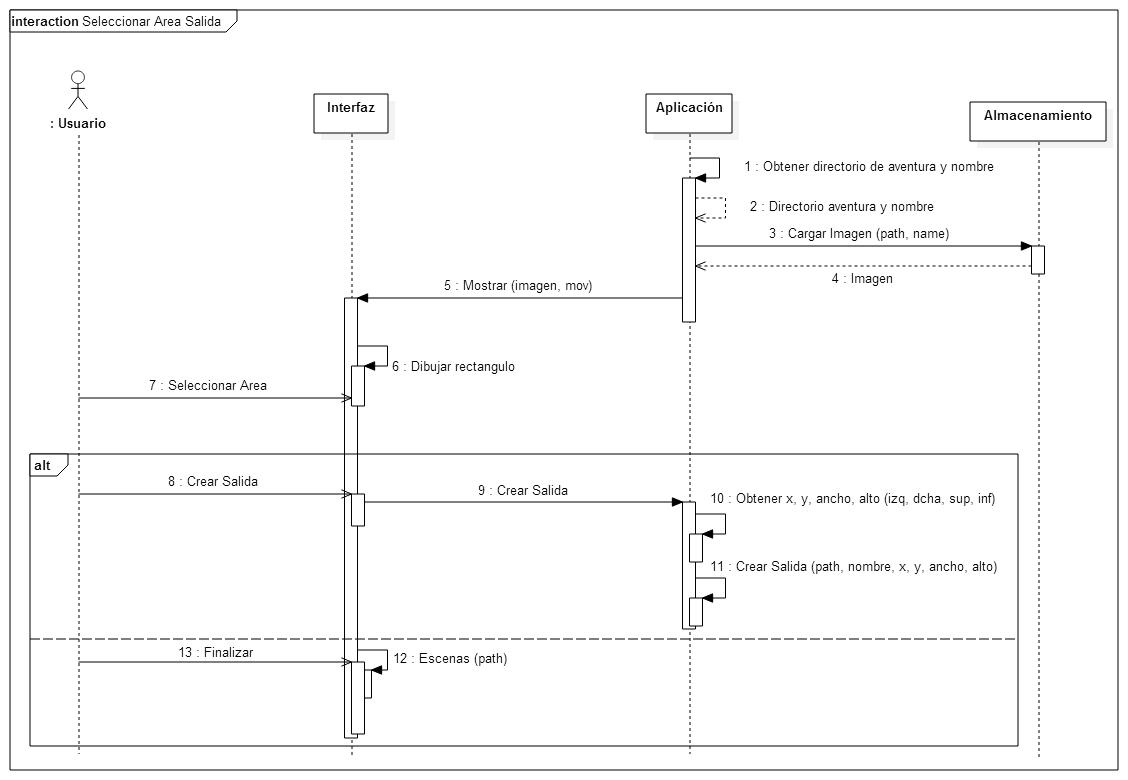 interaction Seleccionar Area Salida
: Usuario
Interfaz
Aplicación
Almacenamiento
1 : Obtener directorio de aventura y nombre
2 : Directorio aventura y nombre
3 : Cargar Imagen (path, name)
4 : Imagen
5 : Mostrar (imagen, mov)
6 : Dibujar rectangulo
7 : Seleccionar Area
alt
8 : Crear Salida
9 : Crear Salida
10 : Obtener x, y, ancho, alto (izq, dcha, sup, inf)
11 : Crear Salida (path, nombre, x, y, ancho, alto)
13 : Finalizar
12 : Escenas (path)